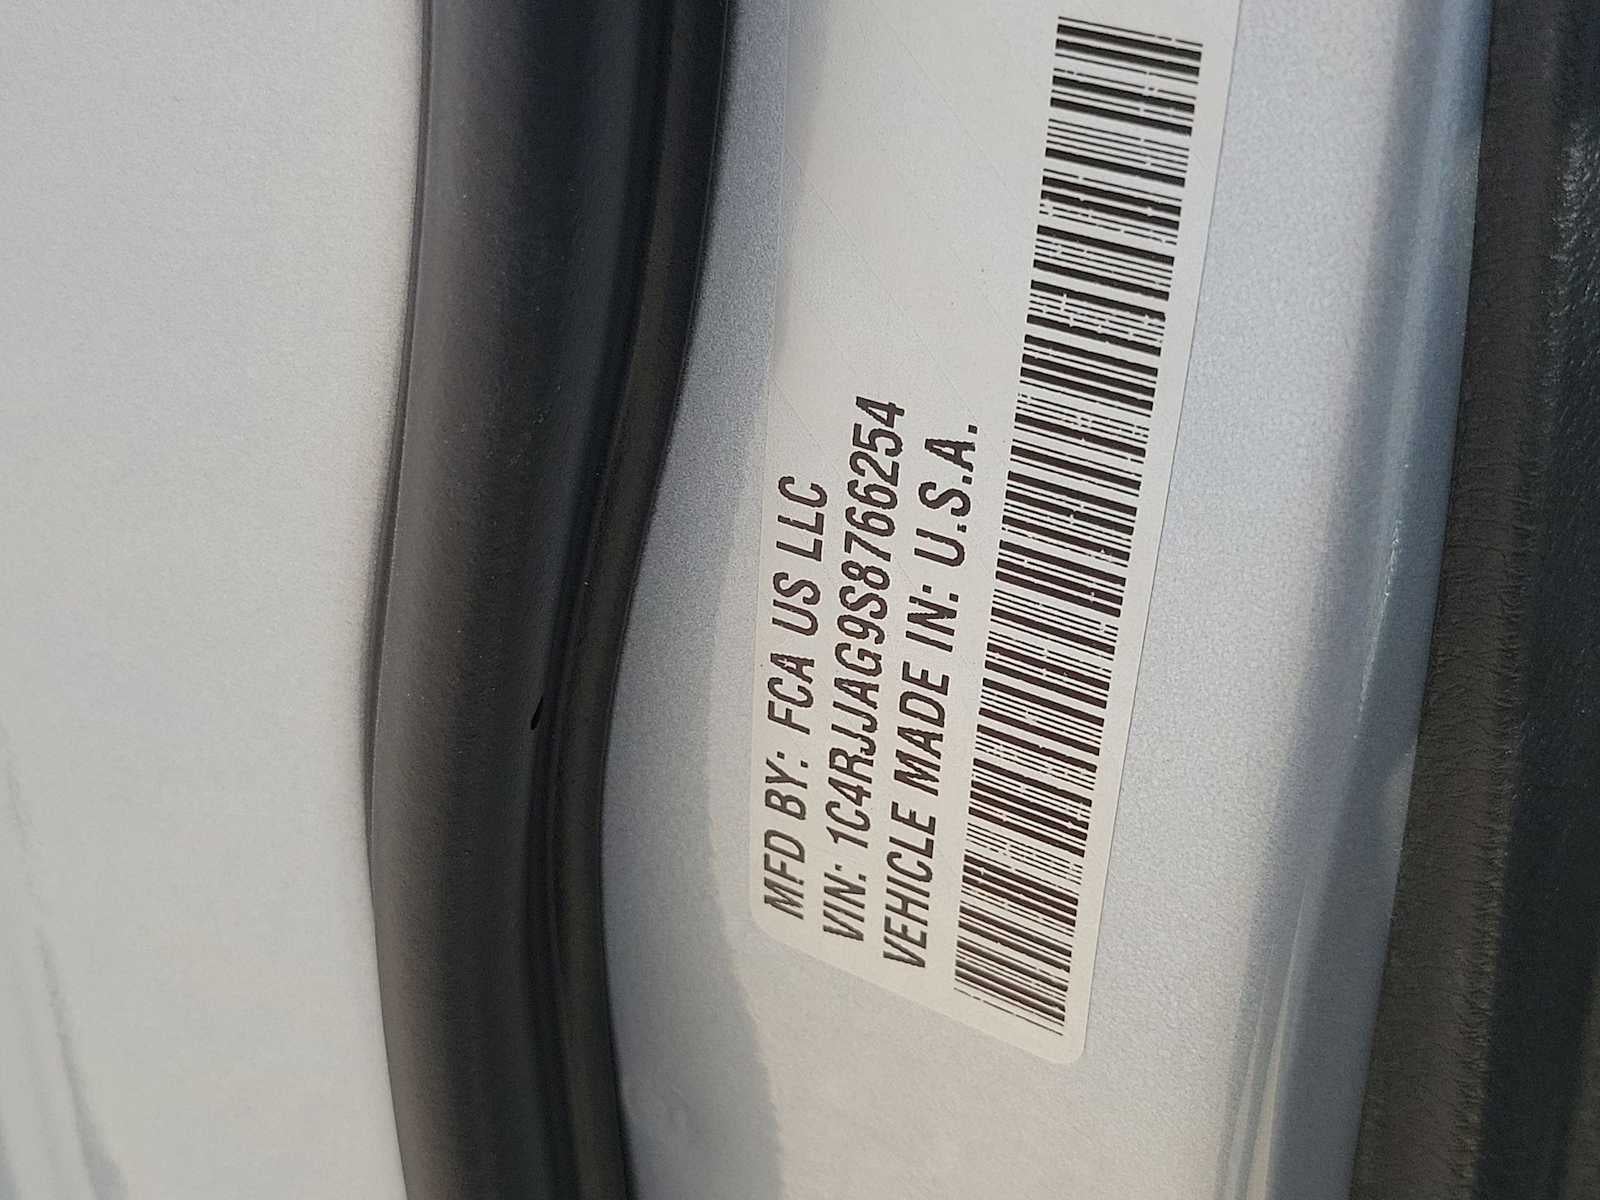 MFD BY: FCA US LLC
VIN: 1C4RJJAG9S8766254
VEHICLE MADE IN: U.S.A.